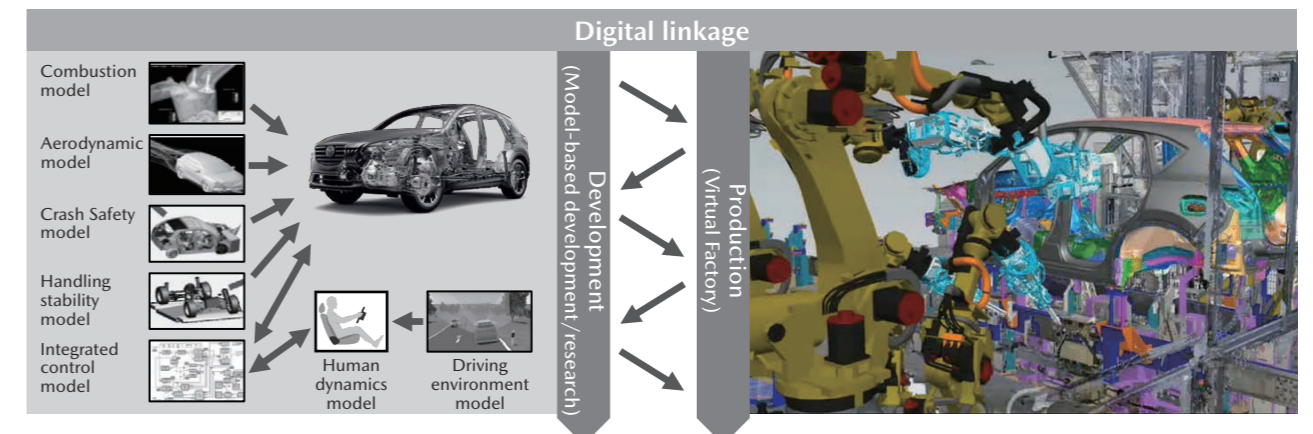 Digital linkage
Combustion
model
Aerodynamic
model
Crash Safety
model
Handling
stability
model
Integrated
control
model
Human
dynamics
model
Driving
environment
model
Development
(Model-based development/research)
Production
(Virtual Factory)